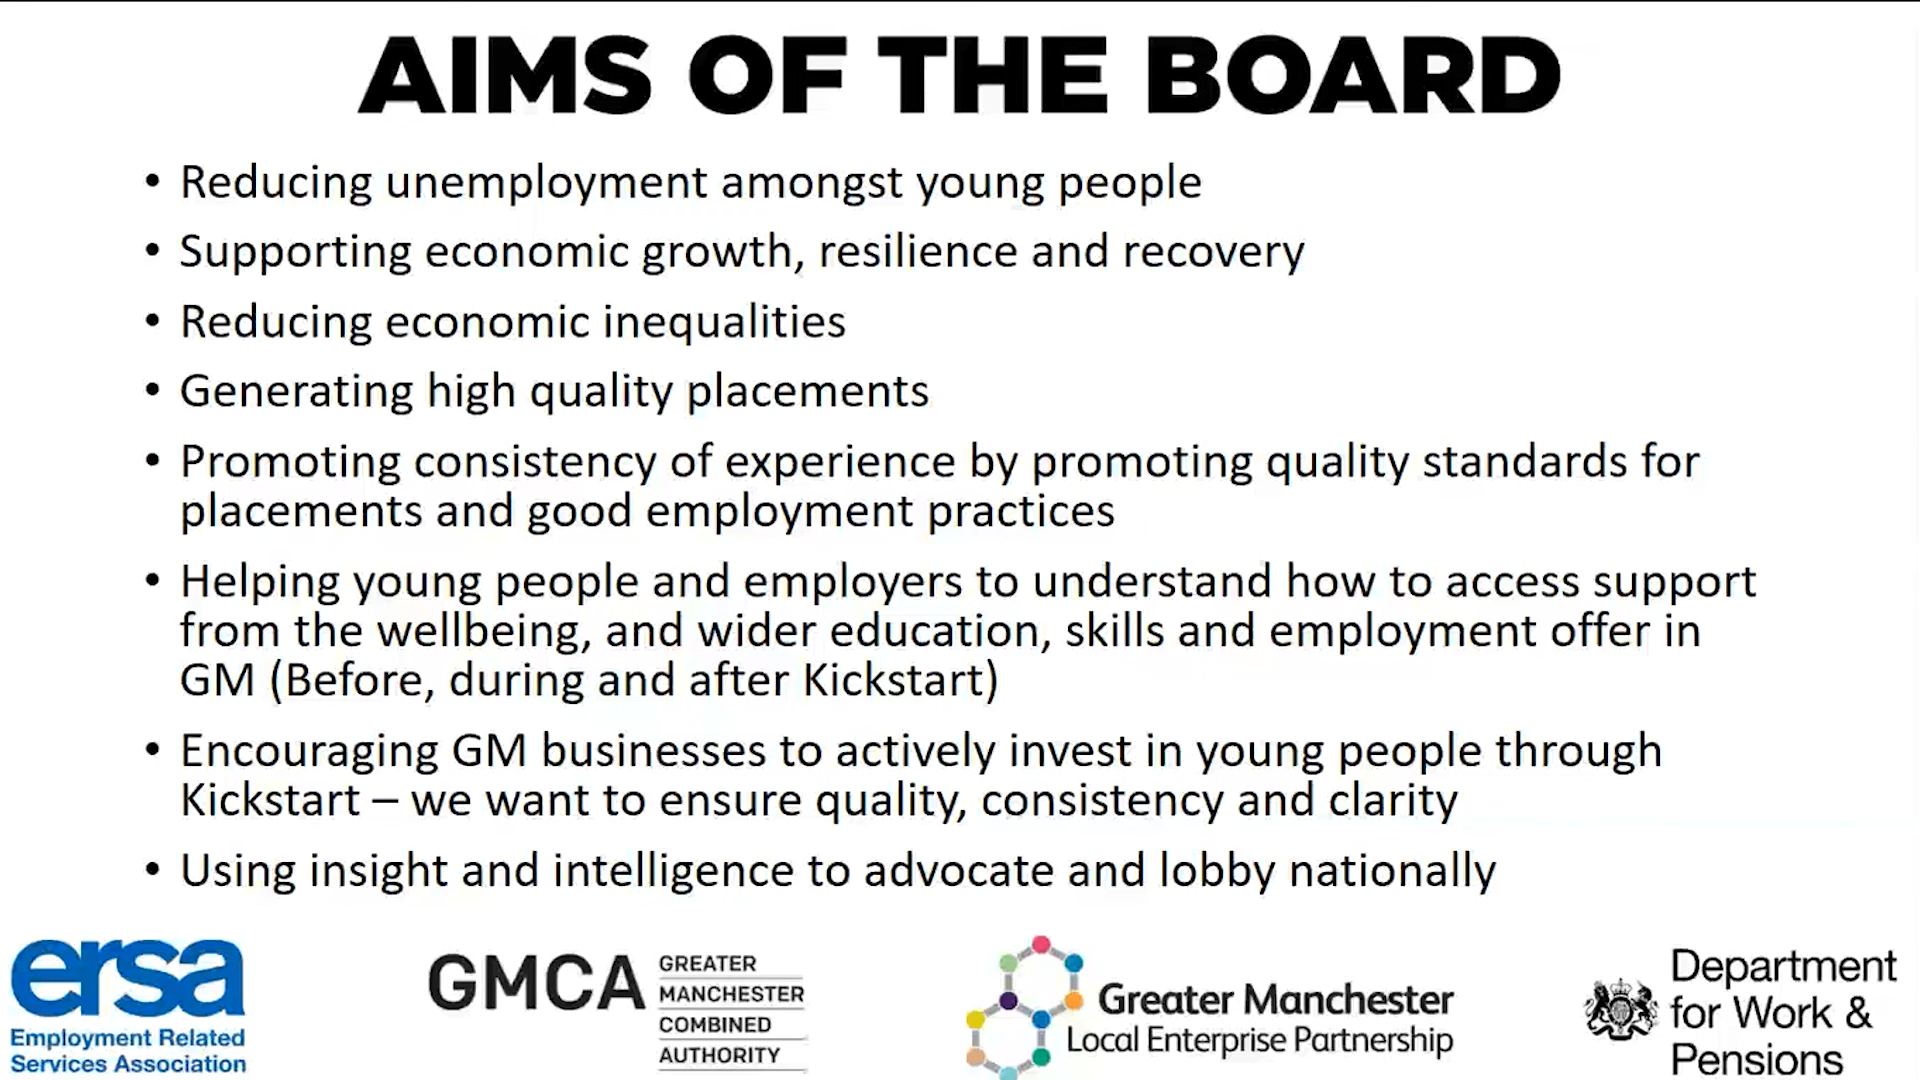 AIMS OF THE BOARD
• Reducing unemployment amongst young people
• Supporting economic growth, resilience and recovery
• Reducing economic inequalities
• Generating high quality placements
• Promoting consistency of experience by promoting quality standards for
placements and good employment practices
• Helping young people and employers to understand how to access support
from the wellbeing, and wider education, skills and employment offer in
GM (Before, during and after Kickstart)
• Encouraging GM businesses to actively invest in young people through
Kickstart – we want to ensure quality, consistency and clarity
• Using insight and intelligence to advocate and lobby nationally
ersa
Employment Related
Services Association
GMCA
GREATER
MANCHESTER
COMBINED
AUTHORITY
Greater Manchester
Local Enterprise Partnership
Department
for Work &
Pensions